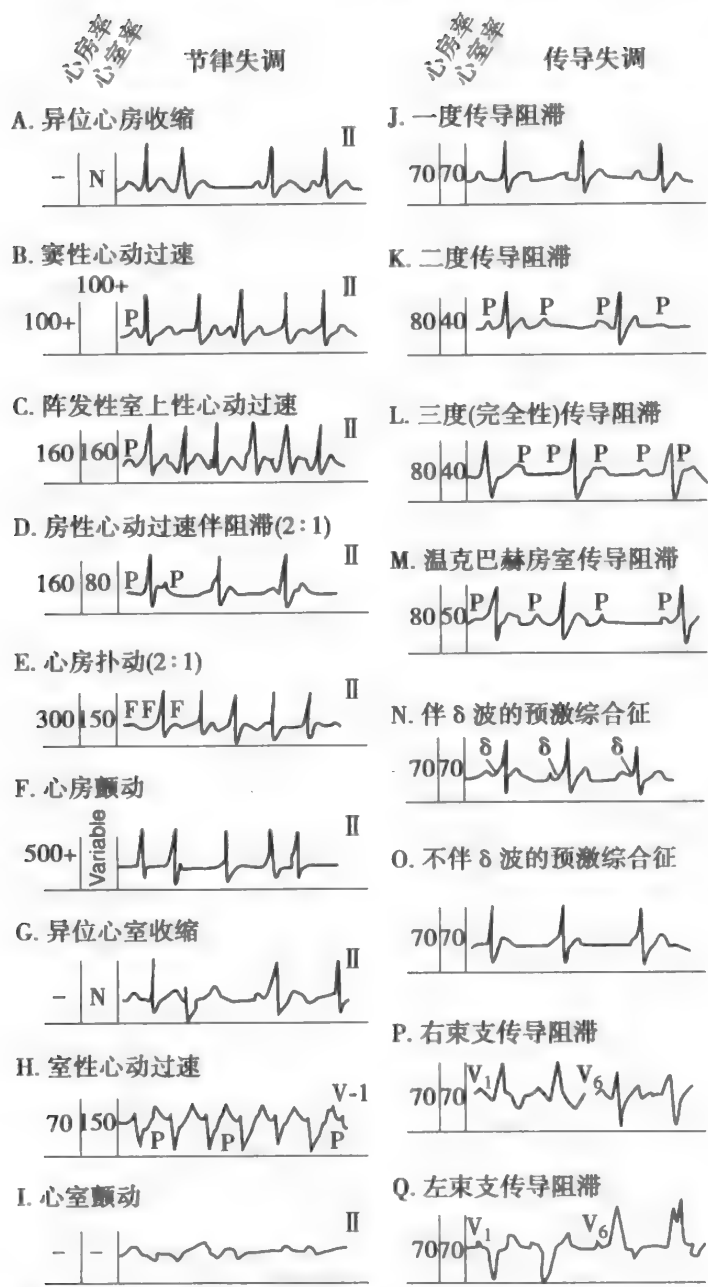 心房率
心室率
节律失调
A. 异位心房收缩
II
– N
B. 窦性心动过速
100+
II
100+ P
C. 阵发性室上性心动过速
II
160 160 P
D. 房性心动过速伴阻滞(2:1)
II
160 80 P P
E. 心房扑动(2:1)
II
300 150 F F F
F. 心房颤动
II
500+ Variable
G. 异位心室收缩
II
– N
H. 室性心动过速
V-1
70 150 P P P
I. 心室颤动
II
– –
心房率
心室率
传导失调
J. 一度传导阻滞
70 70
K. 二度传导阻滞
80 40 P P P P
L. 三度(完全性)传导阻滞
80 40 P P P P P
M. 温克巴赫房室传导阻滞
80 50 P P P P
N. 伴 δ 波的预激综合征
70 70 δ δ δ
O. 不伴 δ 波的预激综合征
70 70
P. 右束支传导阻滞
70 70 V1 V6
Q. 左束支传导阻滞
70 70 V1 V6